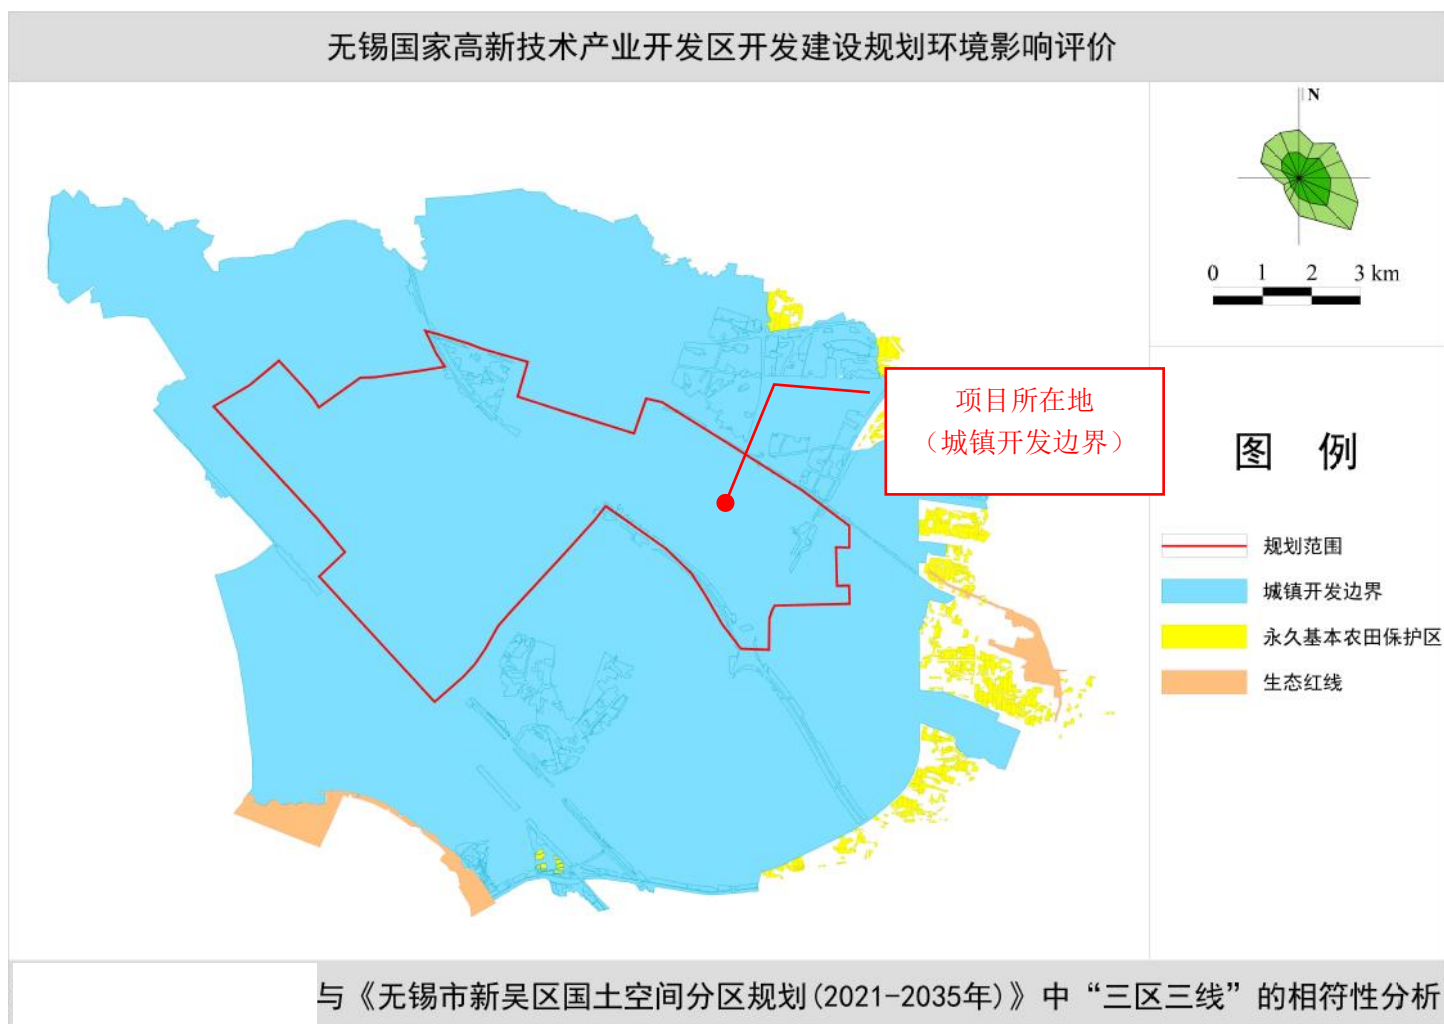 无锡国家高新技术产业开发区开发建设规划环境影响评价
N
0 1 2 3 km
项目所在地
（城镇开发边界）
图 例
规划范围
城镇开发边界
永久基本农田保护区
生态红线
与《无锡市新吴区国土空间分区规划(2021-2035年)》中“三区三线”的相符性分析